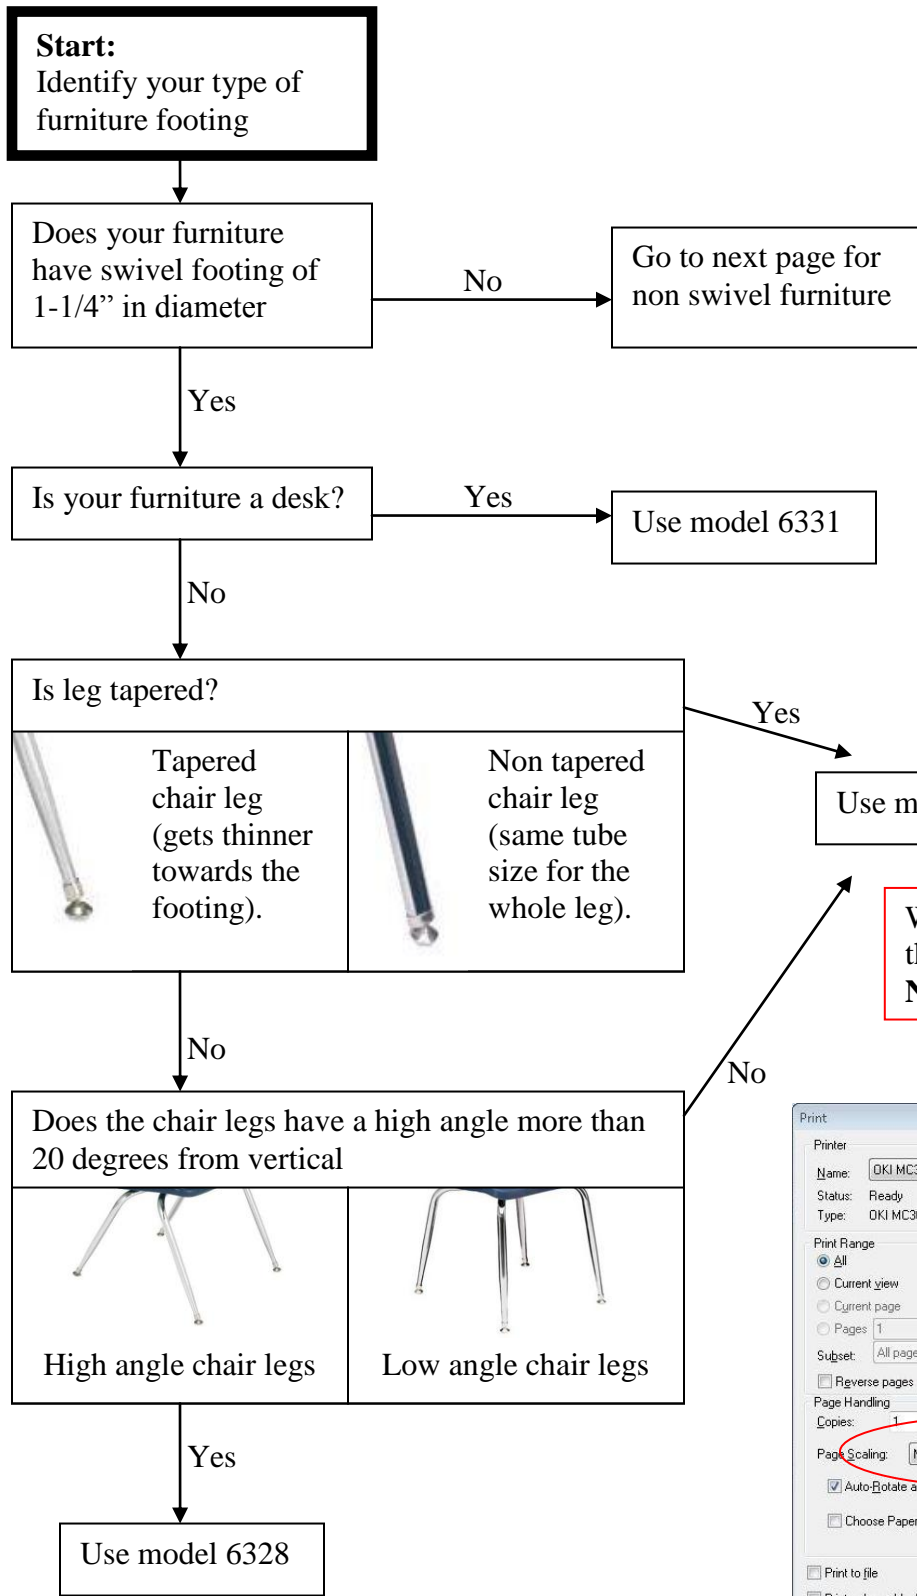 Start:
Identify your type of
furniture footing
Does your furniture
have swivel footing of
1-1/4” in diameter
No
Go to next page for
non swivel furniture
Yes
Is your furniture a desk?
Yes
Use model 6331
No
Is leg tapered?
Yes
Tapered
chair leg
(gets thinner
towards the
footing).
Non tapered
chair leg
(same tube
size for the
whole leg).
Use m
No
No
Does the chair legs have a high angle more than
20 degrees from vertical
High angle chair legs
Low angle chair legs
Yes
Use model 6328
Print
Printer
Name:
Status: Ready
Type:
Print Range
All
Current view
Current page
Pages 1
Subset: All page
Reverse pages
Page Handling
Copies: 1
Page Scaling:
Auto-Rotate a
Choose Paper
Print to file